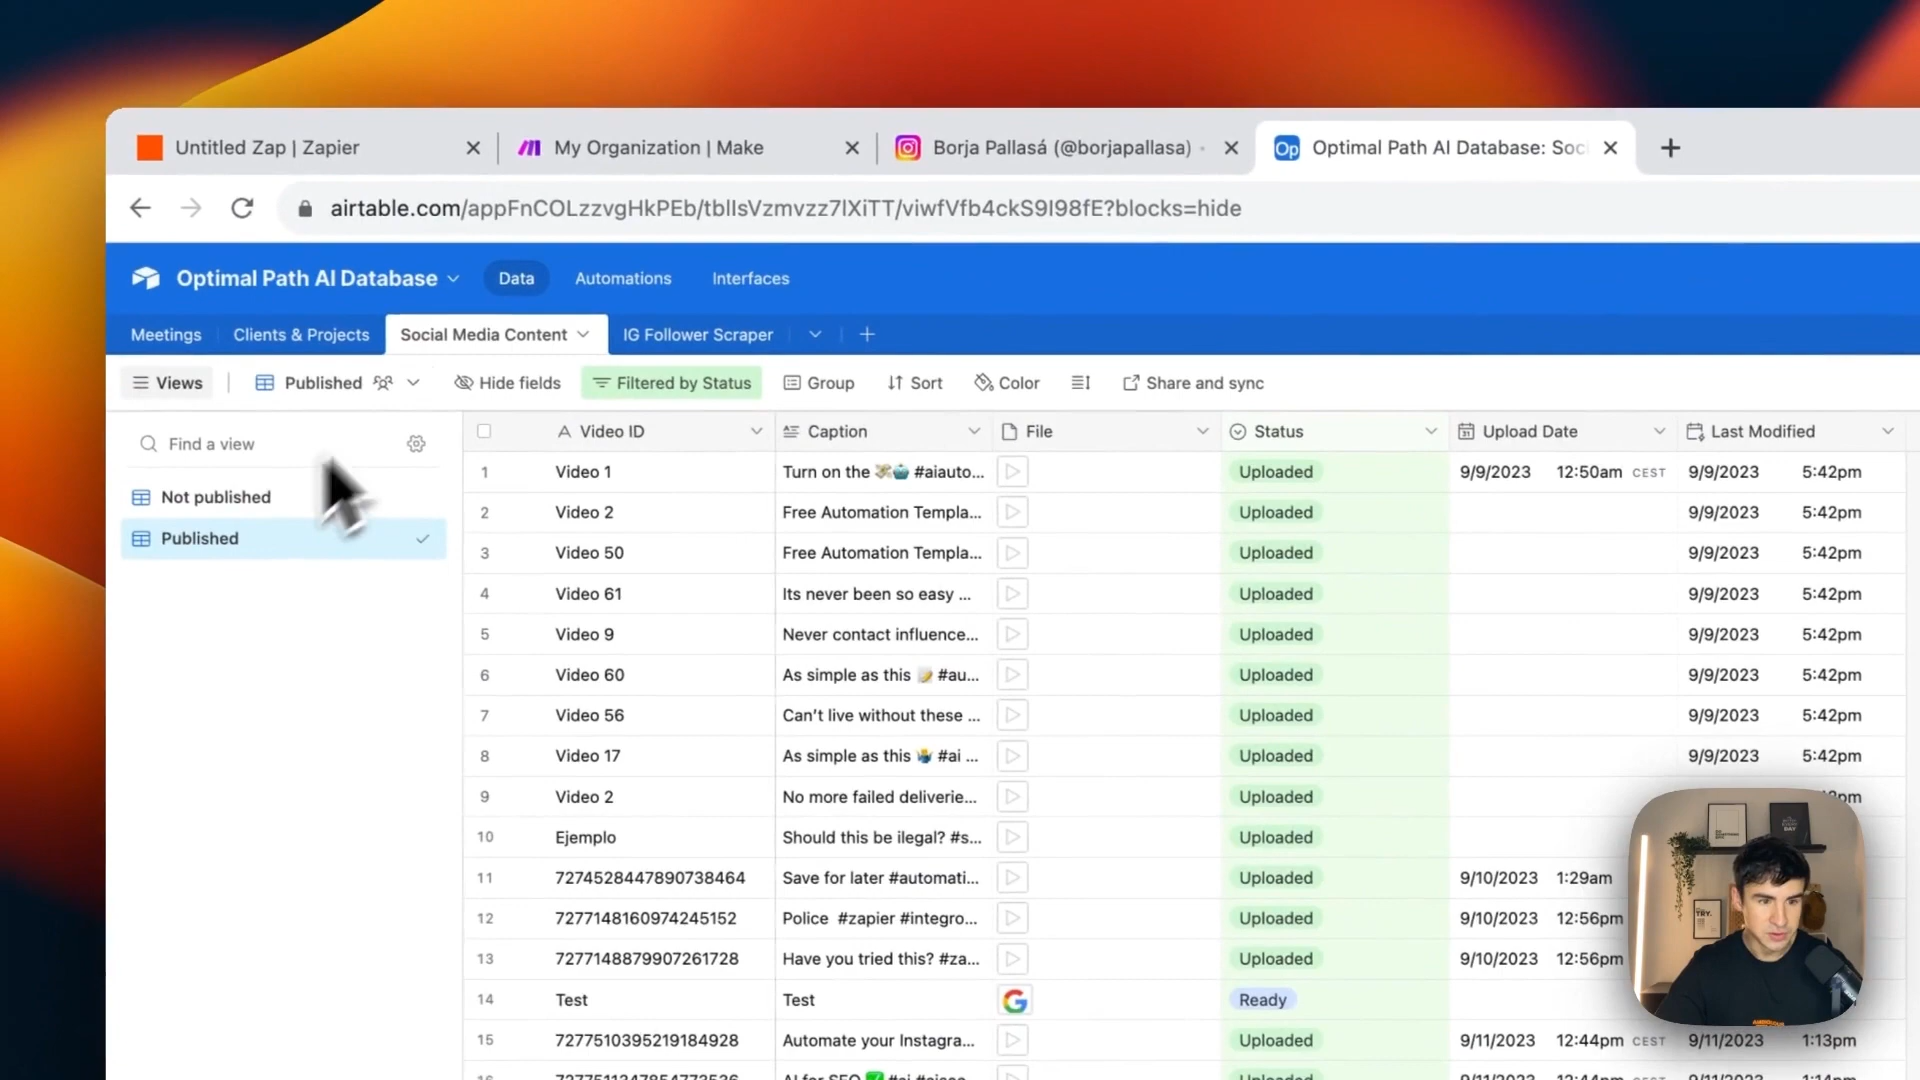 Untitled Zap | Zapier
My Organization | Make
Borja Pallasá (@borjapallasa)
Optimal Path AI Database: Soc
airtable.com/appFnCOLzzvgHkPEb/tblIsVzmvzz7lXiTT/viwfVfb4ckS9I98fE?blocks=hide
Optimal Path AI Database Data Automations Interfaces
Meetings Clients & Projects Social Media Content IG Follower Scraper
Views Published Hide fields Filtered by Status Group Sort Color Share and sync
Find a view
Not published
Published
Video ID Caption File Status Upload Date Last Modified
1 Video 1 Turn on the 💸🤖 #aiauto... Uploaded 9/9/2023 12:50am CEST 9/9/2023 5:42pm
2 Video 2 Free Automation Templa... Uploaded 9/9/2023 5:42pm
3 Video 50 Free Automation Templa... Uploaded 9/9/2023 5:42pm
4 Video 61 Its never been so easy ... Uploaded 9/9/2023 5:42pm
5 Video 9 Never contact influence... Uploaded 9/9/2023 5:42pm
6 Video 60 As simple as this 📝 #au... Uploaded 9/9/2023 5:42pm
7 Video 56 Can't live without these ... Uploaded 9/9/2023 5:42pm
8 Video 17 As simple as this 🤷‍♂️ #ai ... Uploaded 9/9/2023 5:42pm
9 Video 2 No more failed deliverie... Uploaded
10 Ejemplo Should this be ilegal? #s... Uploaded
11 7274528447890738464 Save for later #automati... Uploaded 9/10/2023 1:29am
12 7277148160974245152 Police #zapier #integro... Uploaded 9/10/2023 12:56pm
13 7277148879907261728 Have you tried this? #za... Uploaded 9/10/2023 12:56pm
14 Test Test Ready
15 7277510395219184928 Automate your Instagra... Uploaded 9/11/2023 12:44pm CEST 9/11/2023 1:13pm